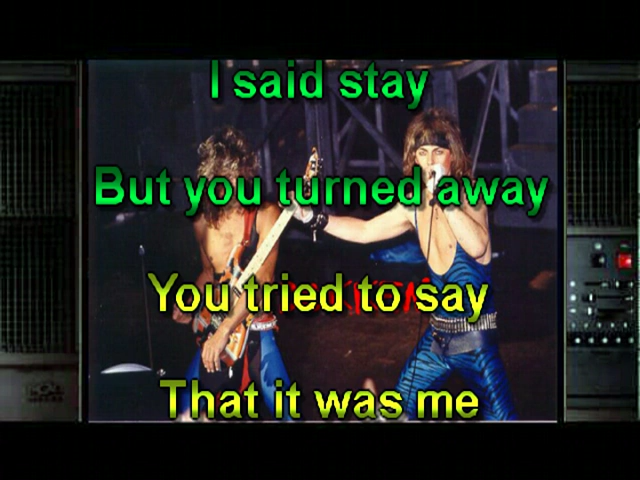 I said stay
But you turned away
You tried to say
That it was me